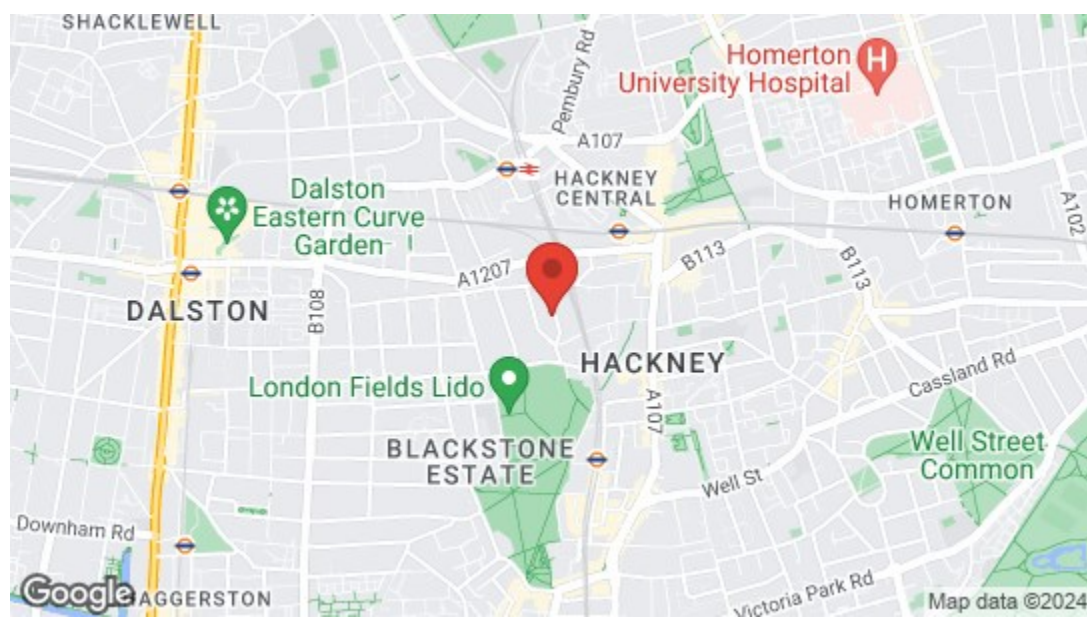 SHACKLEWELL
Pembury Rd
Homerton
University Hospital
H
A107
Dalston
Eastern Curve
Garden
HACKNEY
CENTRAL
HOMERTON
A102
A1207
B113
B113
DALSTON
B108
HACKNEY
London Fields Lido
A107
Cassland Rd
BLACKSTONE
ESTATE
Well Street
Common
Well St
Downham Rd
Google
HAGGERSTON
Victoria Park Rd
Map data ©2024